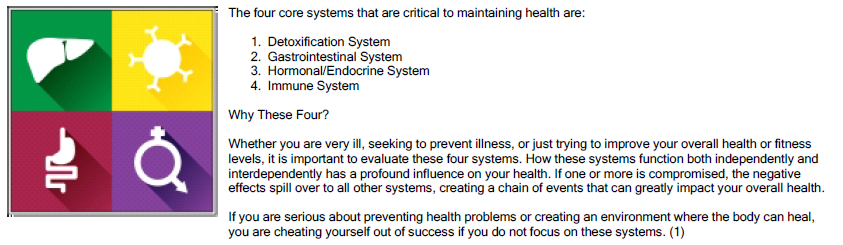 The four core systems that are critical to maintaining health are:
1. Detoxification System
2. Gastrointestinal System
3. Hormonal/Endocrine System
4. Immune System
Why These Four?
Whether you are very ill, seeking to prevent illness, or just trying to improve your overall health or fitness
levels, it is important to evaluate these four systems. How these systems function both independently and
interdependently has a profound influence on your health. If one or more is compromised, the negative
effects spill over to all other systems, creating a chain of events that can greatly impact your overall health.
If you are serious about preventing health problems or creating an environment where the body can heal,
you are cheating yourself out of success if you do not focus on these systems. (1)